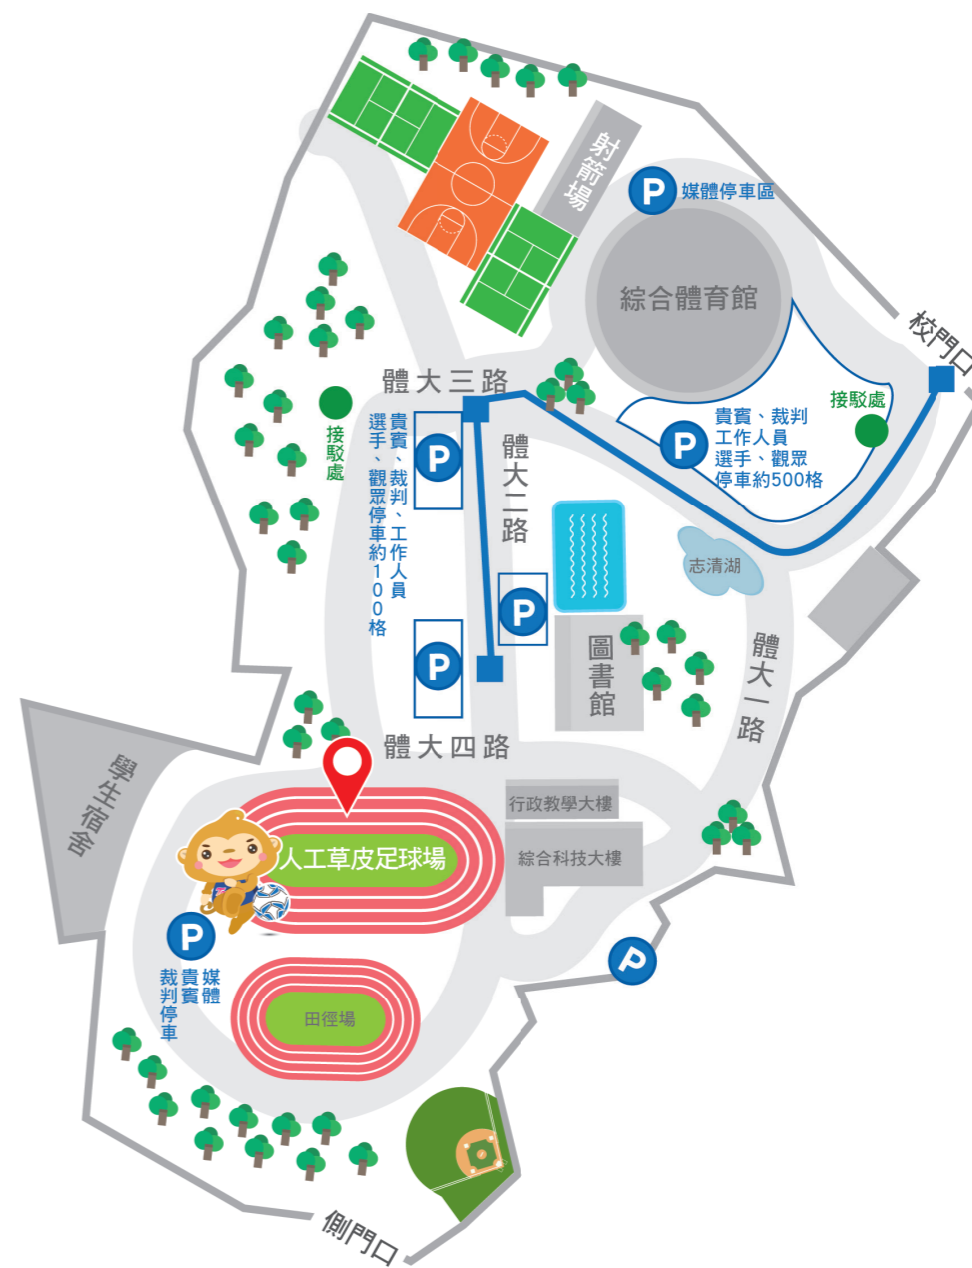 射箭場
P
媒體停車區
綜合體育館
校門口
體大三路
接駁處
P
貴賓、裁判
工作人員
選手、觀眾
停車約500格
接駁處
P
貴賓、裁判、工作人員
選手、觀眾停車約100格
體大二路
志清湖
P
P
圖書館
體大一路
體大四路
學生宿舍
行政教學大樓
人工草皮足球場
綜合科技大樓
P
媒體
貴賓
裁判停車
P
田徑場
側門口